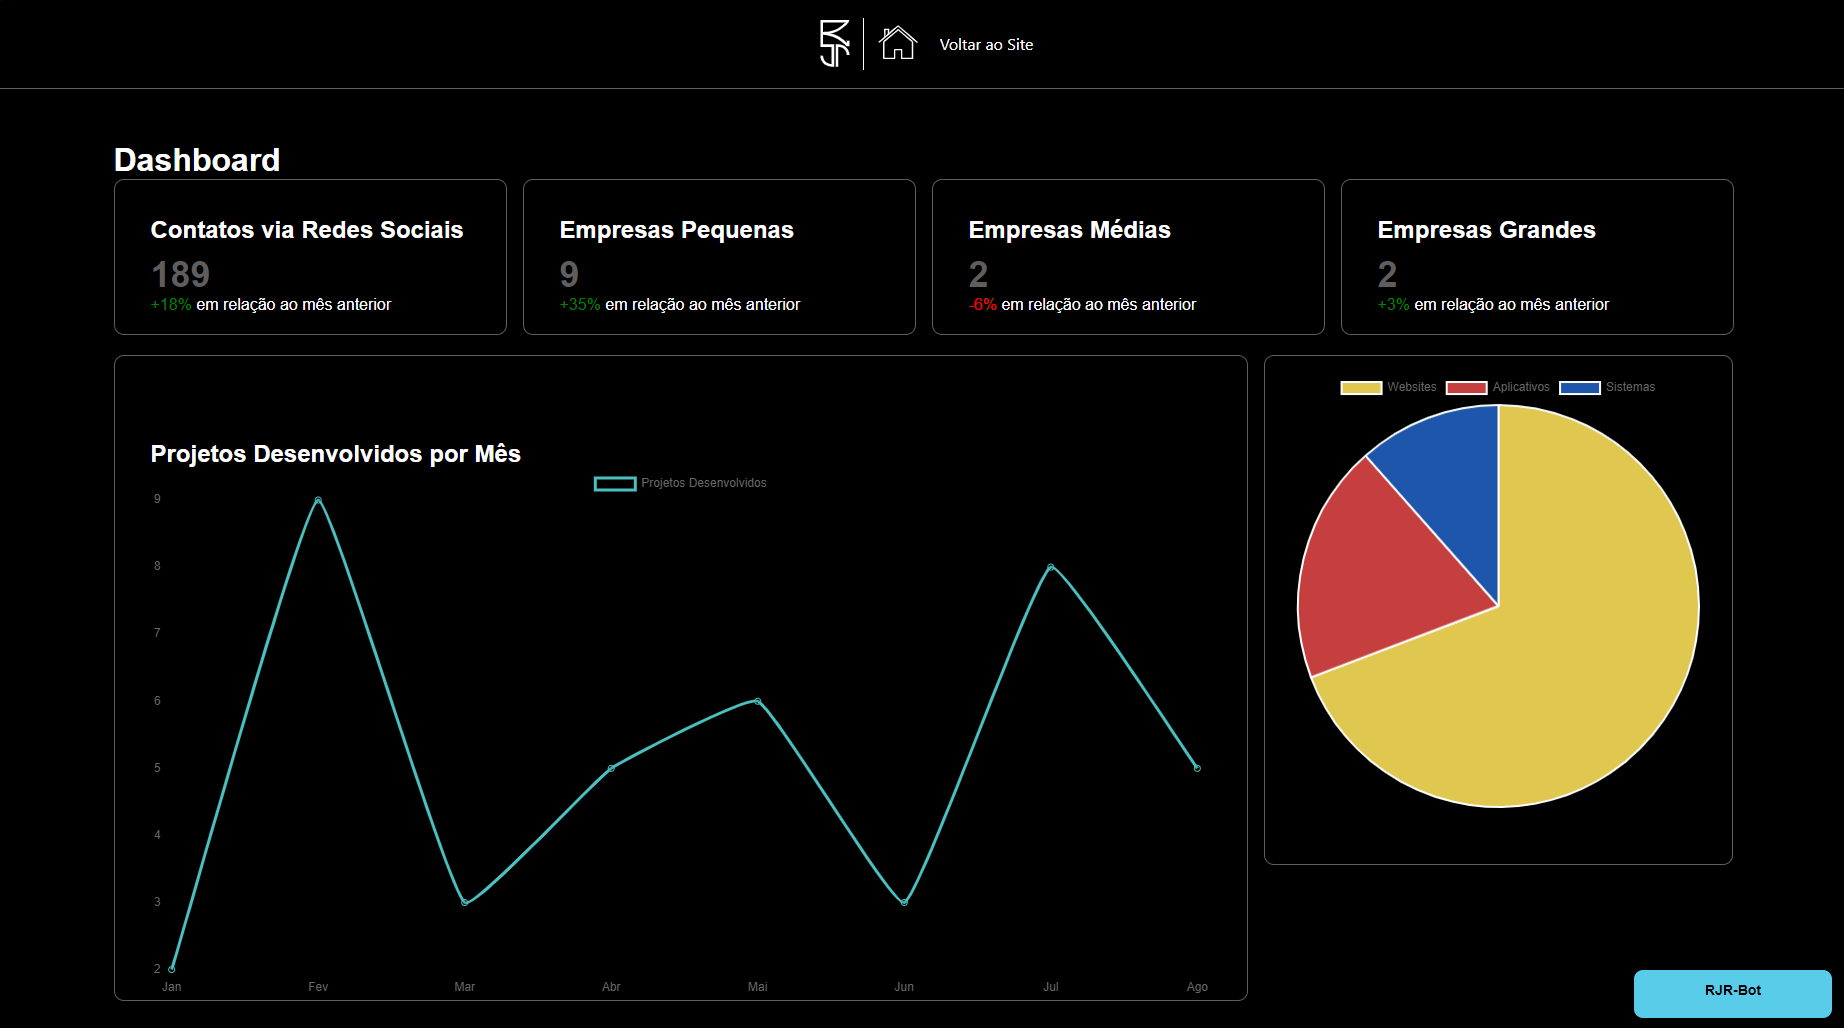 Voltar ao Site
Dashboard
Contatos via Redes Sociais
189
+18% em relação ao mês anterior
Empresas Pequenas
9
+35% em relação ao mês anterior
Empresas Médias
2
-6% em relação ao mês anterior
Empresas Grandes
2
+3% em relação ao mês anterior
Projetos Desenvolvidos por Mês
Projetos Desenvolvidos
9
8
7
6
5
4
3
2
Jan Fev Mar Abr Mai Jun Jul Ago
Websites Aplicativos Sistemas
RJR-Bot